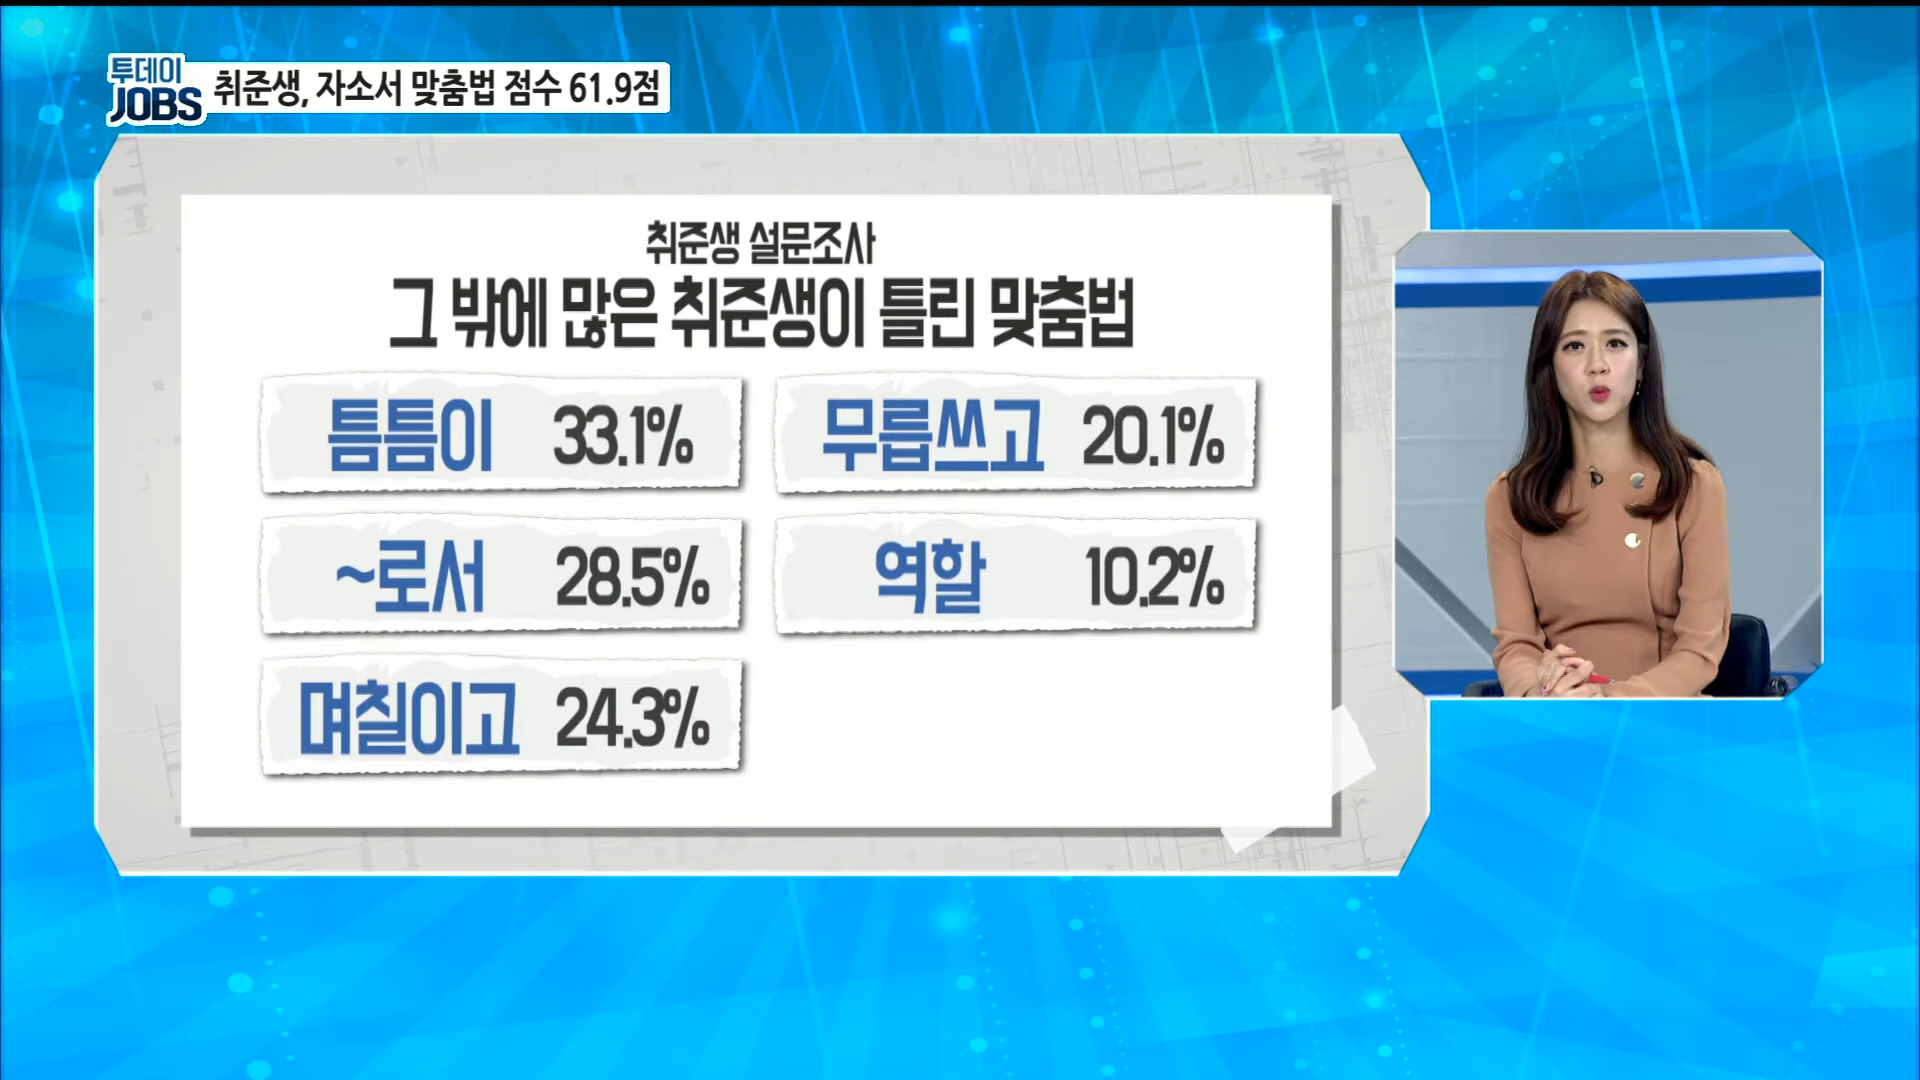 투데이
JOBS
취준생, 자소서 맞춤법 점수 61.9점
취준생 설문조사
그 밖에 많은 취준생이 틀린 맞춤법
틈틈이 33.1%
무릅쓰고 20.1%
~로서 28.5%
역할 10.2%
며칠이고 24.3%